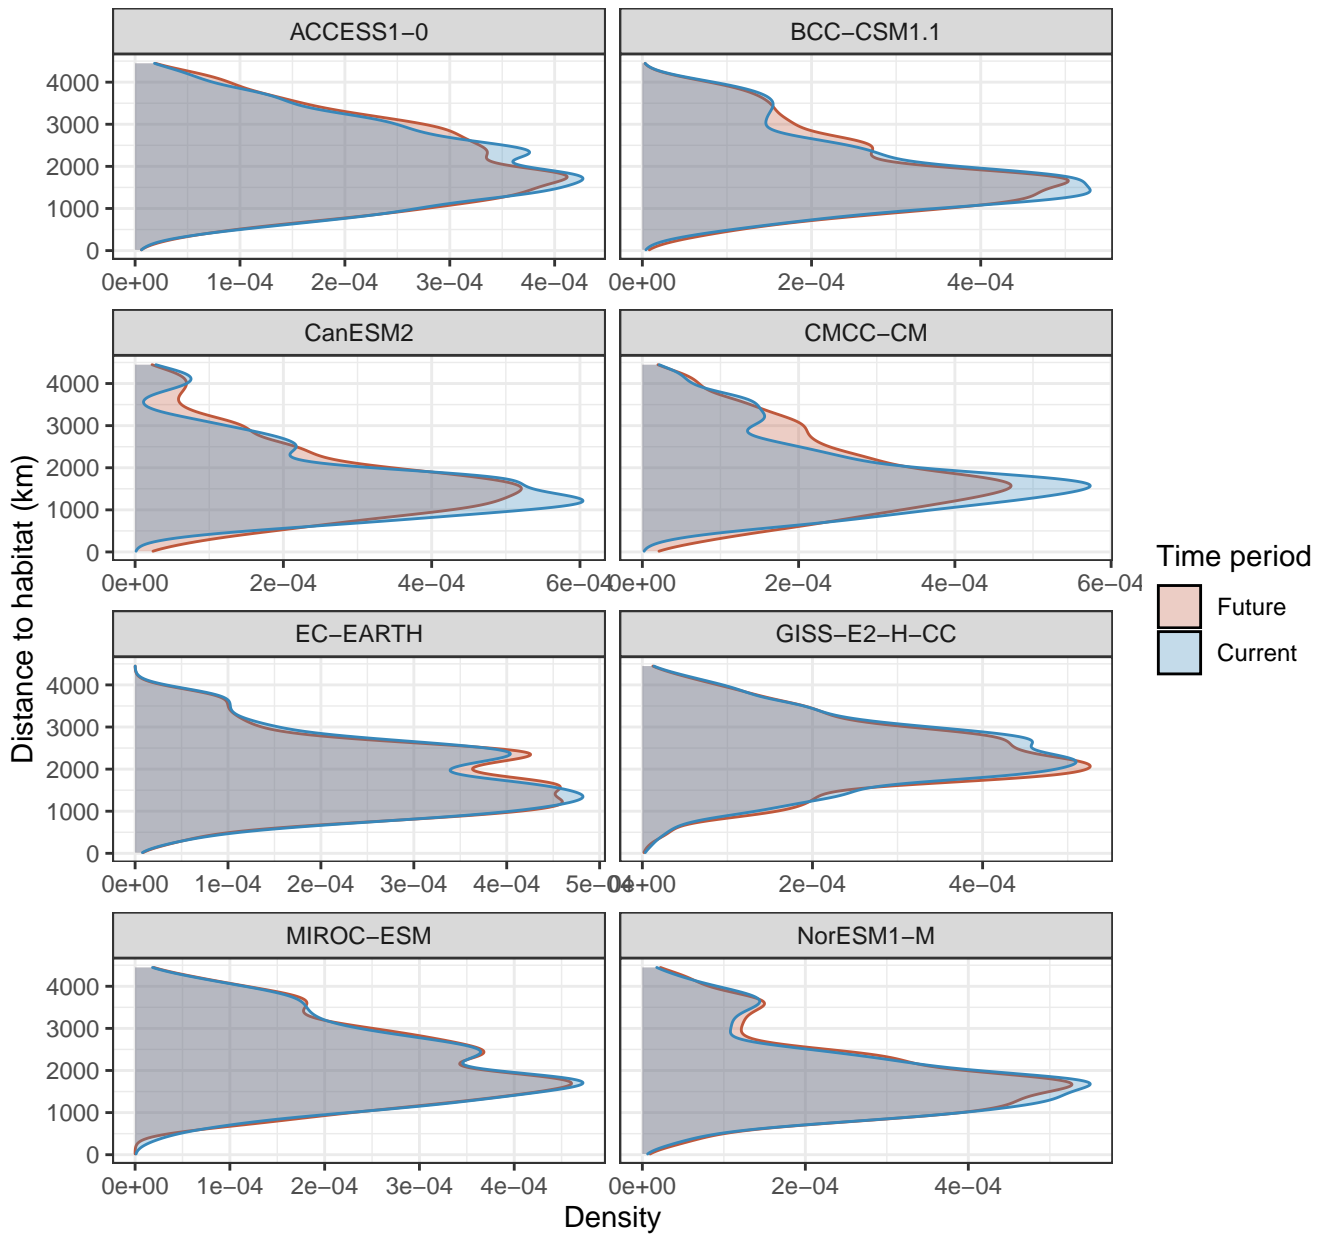 ACCESS1−0
BCC−CSM1.1
4000
3000
2000
1000
0
0e+00 1e−04 2e−04 3e−04 4e−04
0e+00 2e−04 4e−04
CanESM2
CMCC−CM
4000
3000
2000
1000
0
0e+00 2e−04 4e−04 6e−04
0e+00 2e−04 4e−04 6e−04
EC−EARTH
GISS−E2−H−CC
4000
3000
2000
1000
0
0e+00 1e−04 2e−04 3e−04 4e−04 5e−04
0e+00 2e−04 4e−04
MIROC−ESM
NorESM1−M
4000
3000
2000
1000
0
0e+00 1e−04 2e−04 3e−04 4e−04
0e+00 2e−04 4e−04
Density
Distance to habitat (km)
Time period
Future
Current